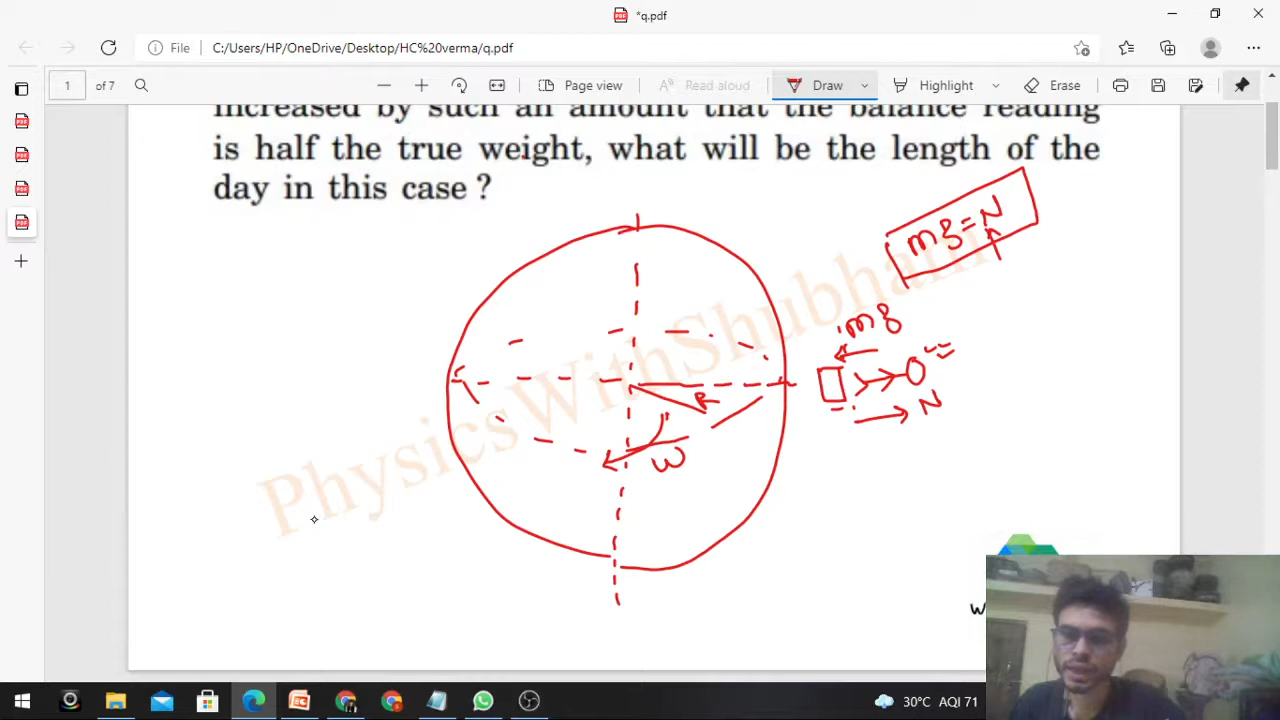 *q.pdf
File C:/Users/HP/OneDrive/Desktop/HC%20verma/q.pdf
1 of 7 Page view Read aloud Draw Highlight Erase
increased by such an amount that the balance reading
is half the true weight, what will be the length of the
day in this case ?
mg=N
mg
N
R
ω
PhysicsWithShubham
W
30°C AQI 71